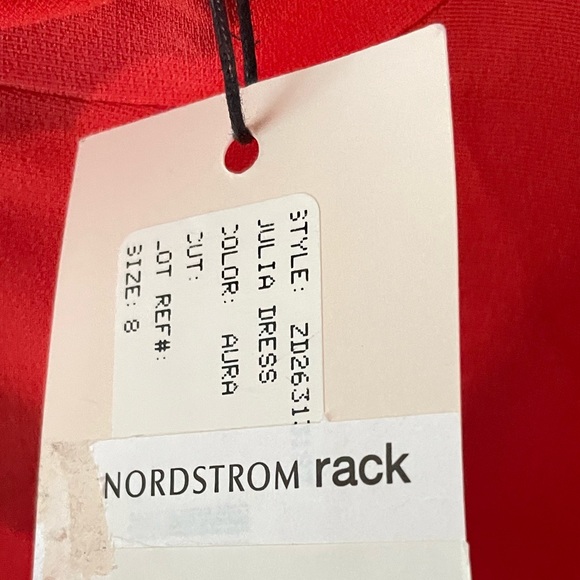 STYLE: ZD2631
JULIA DRESS
COLOR: AURA
CUT:
LOT REF#:
SIZE: 8
NORDSTROM rack